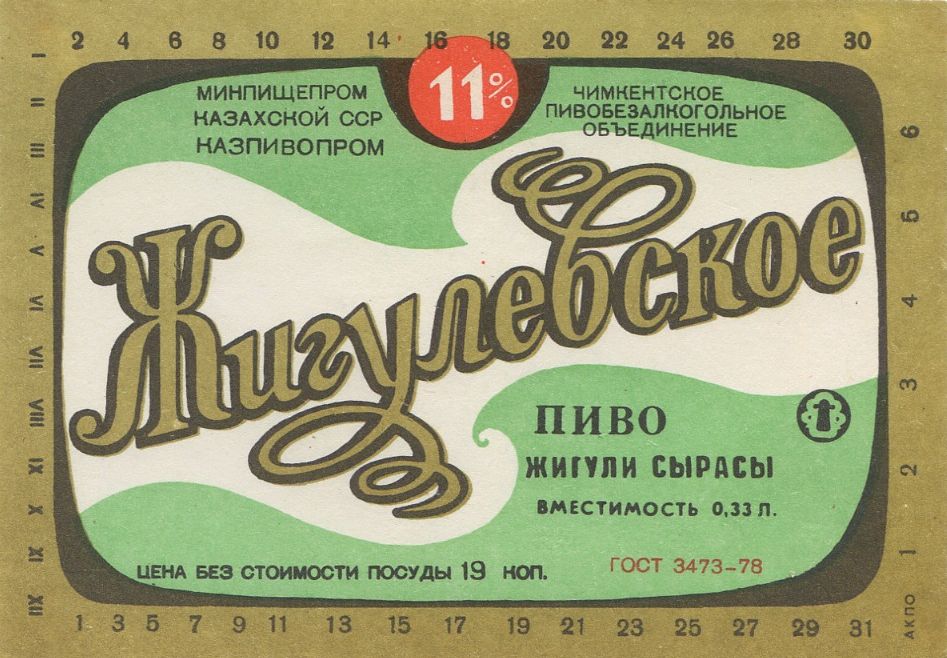 2 4 6 8 10 12 14 16 18 20 22 24 26 28 30
11%
МИНПИЩЕПРОМ
КАЗАХСКОЙ ССР
КАЗПИВОПРОМ
ЧИМКЕНТСКОЕ
ПИВОБЕЗАЛКОГОЛЬНОЕ
ОБЪЕДИНЕНИЕ
Жигулевское
ПИВО
ЖИГУЛИ СЫРАСЫ
ВМЕСТИМОСТЬ 0,33 Л.
ЦЕНА БЕЗ СТОИМОСТИ ПОСУДЫ 19 КОП.
ГОСТ 3473-78
I II III IV V VI VII VIII XI X IX XII
6 5 4 3 2 1
АКПО
1 3 5 7 9 11 13 15 17 19 21 23 25 27 29 31